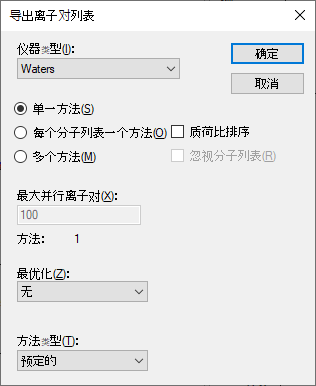 导出离子对列表
仪器类型(I):
Waters
确定
取消
单一方法(S)
每个分子列表一个方法(O)
质荷比排序
多个方法(M)
忽视分子列表(R)
最大并行离子对(X):
100
方法: 1
最优化(Z):
无
方法类型(T):
预定的